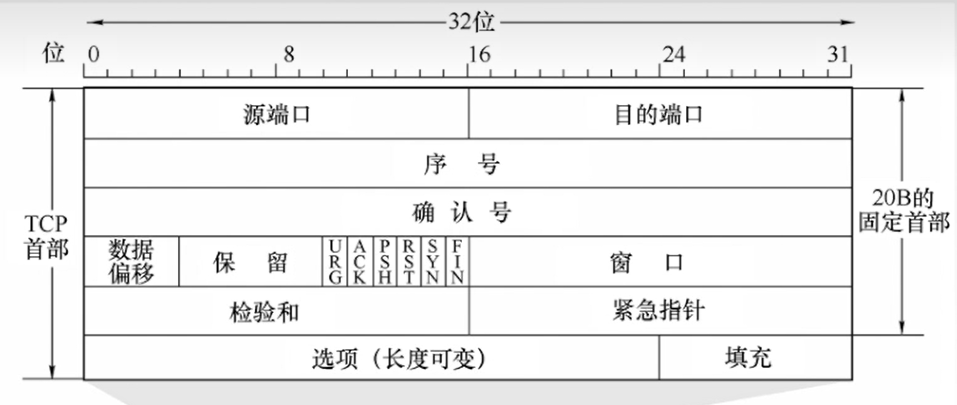 32位
位 0 8 16 24 31
源端口 目的端口
序 号
确 认 号
TCP
首部
20B的
固定首部
数据
偏移
保 留
URG
ACK
PSH
RST
SYN
FIN
窗 口
检验和 紧急指针
选项（长度可变） 填充